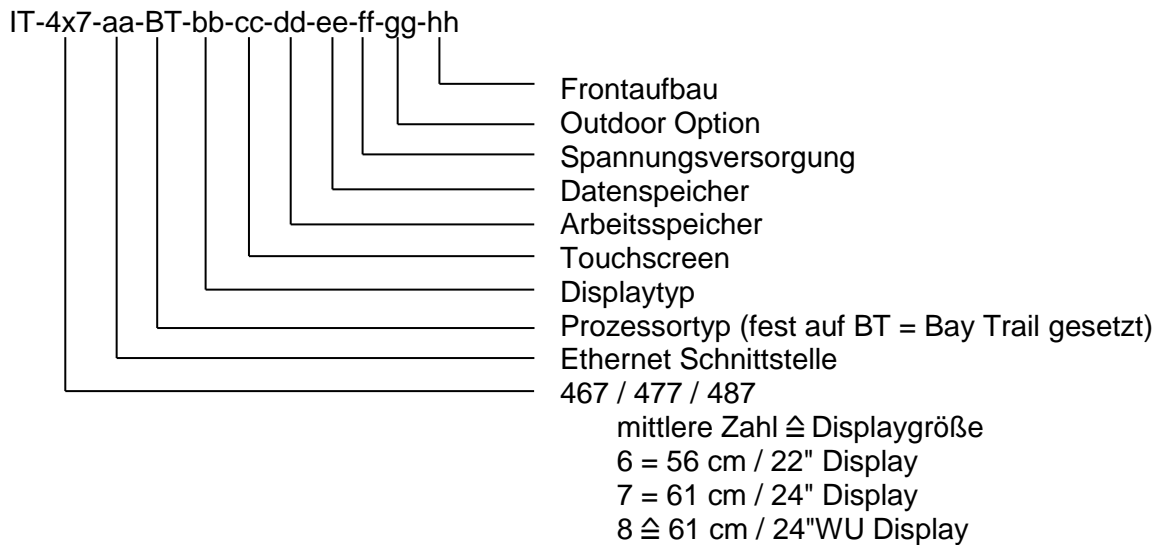 IT-4x7-aa-BT-bb-cc-dd-ee-ff-gg-hh
Frontaufbau
Outdoor Option
Spannungsversorgung
Datenspeicher
Arbeitsspeicher
Touchscreen
Displaytyp
Prozessortyp (fest auf BT = Bay Trail gesetzt)
Ethernet Schnittstelle
467 / 477 / 487
mittlere Zahl ≙ Displaygröße
6 = 56 cm / 22" Display
7 = 61 cm / 24" Display
8 ≙ 61 cm / 24"WU Display